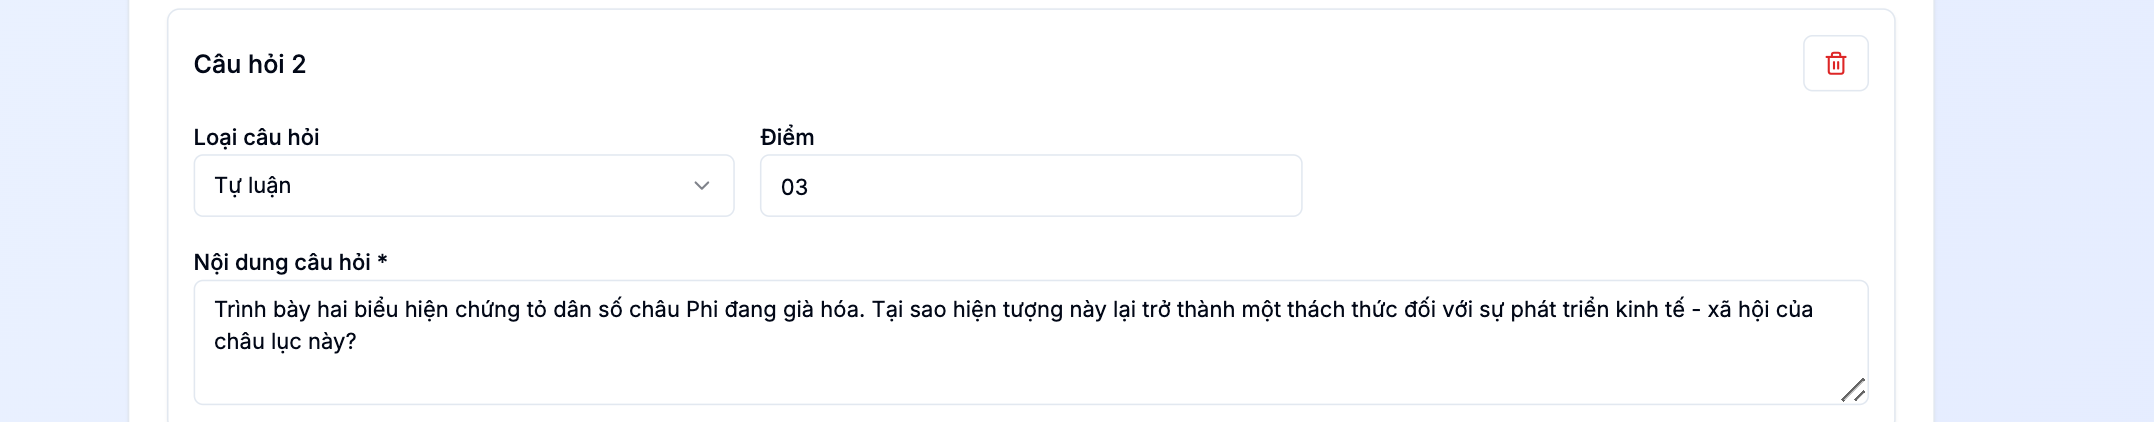 Câu hỏi 2
Loại câu hỏi
Điểm
Tự luận
03
Nội dung câu hỏi *
Trình bày hai biểu hiện chứng tỏ dân số châu Phi đang già hóa. Tại sao hiện tượng này lại trở thành một thách thức đối với sự phát triển kinh tế - xã hội của
châu lục này?